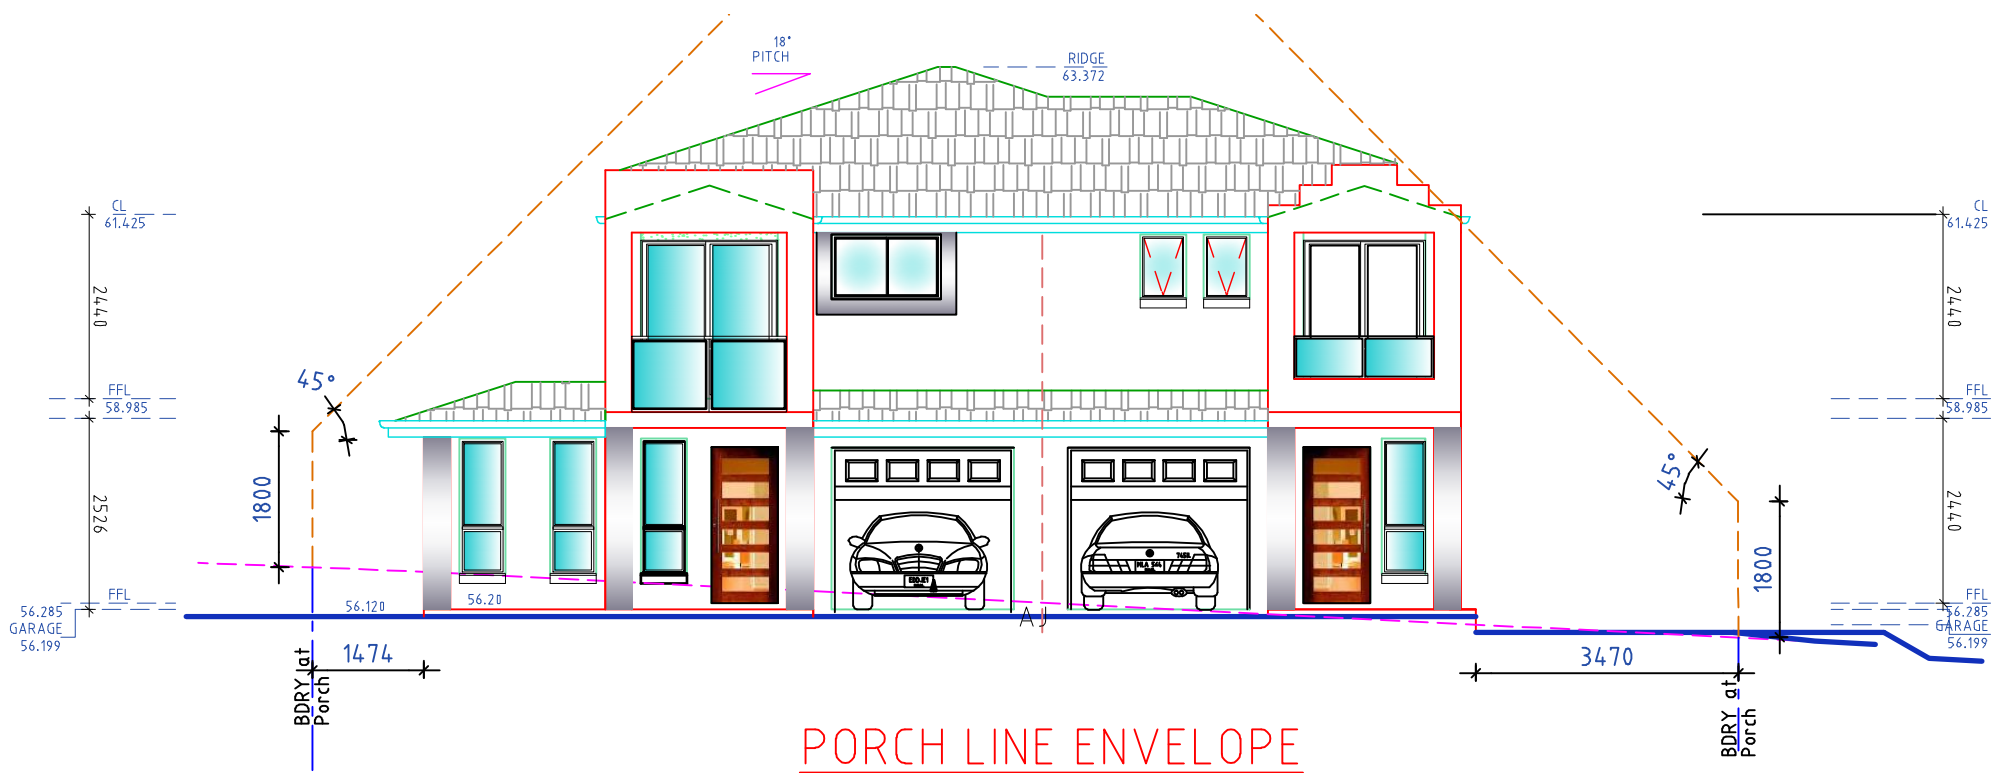 18°
PITCH
RIDGE
63.372
CL
61.425
CL
61.425
2440
2440
45°
FFL
58.985
FFL
58.985
45°
1800
2526
2440
1800
FFL
56.285
GARAGE
56.199
56.120
56.20
AJ
FFL
56.285
GARAGE
56.199
1474
3470
BDRY at
Porch
BDRY at
Porch
PORCH LINE ENVELOPE